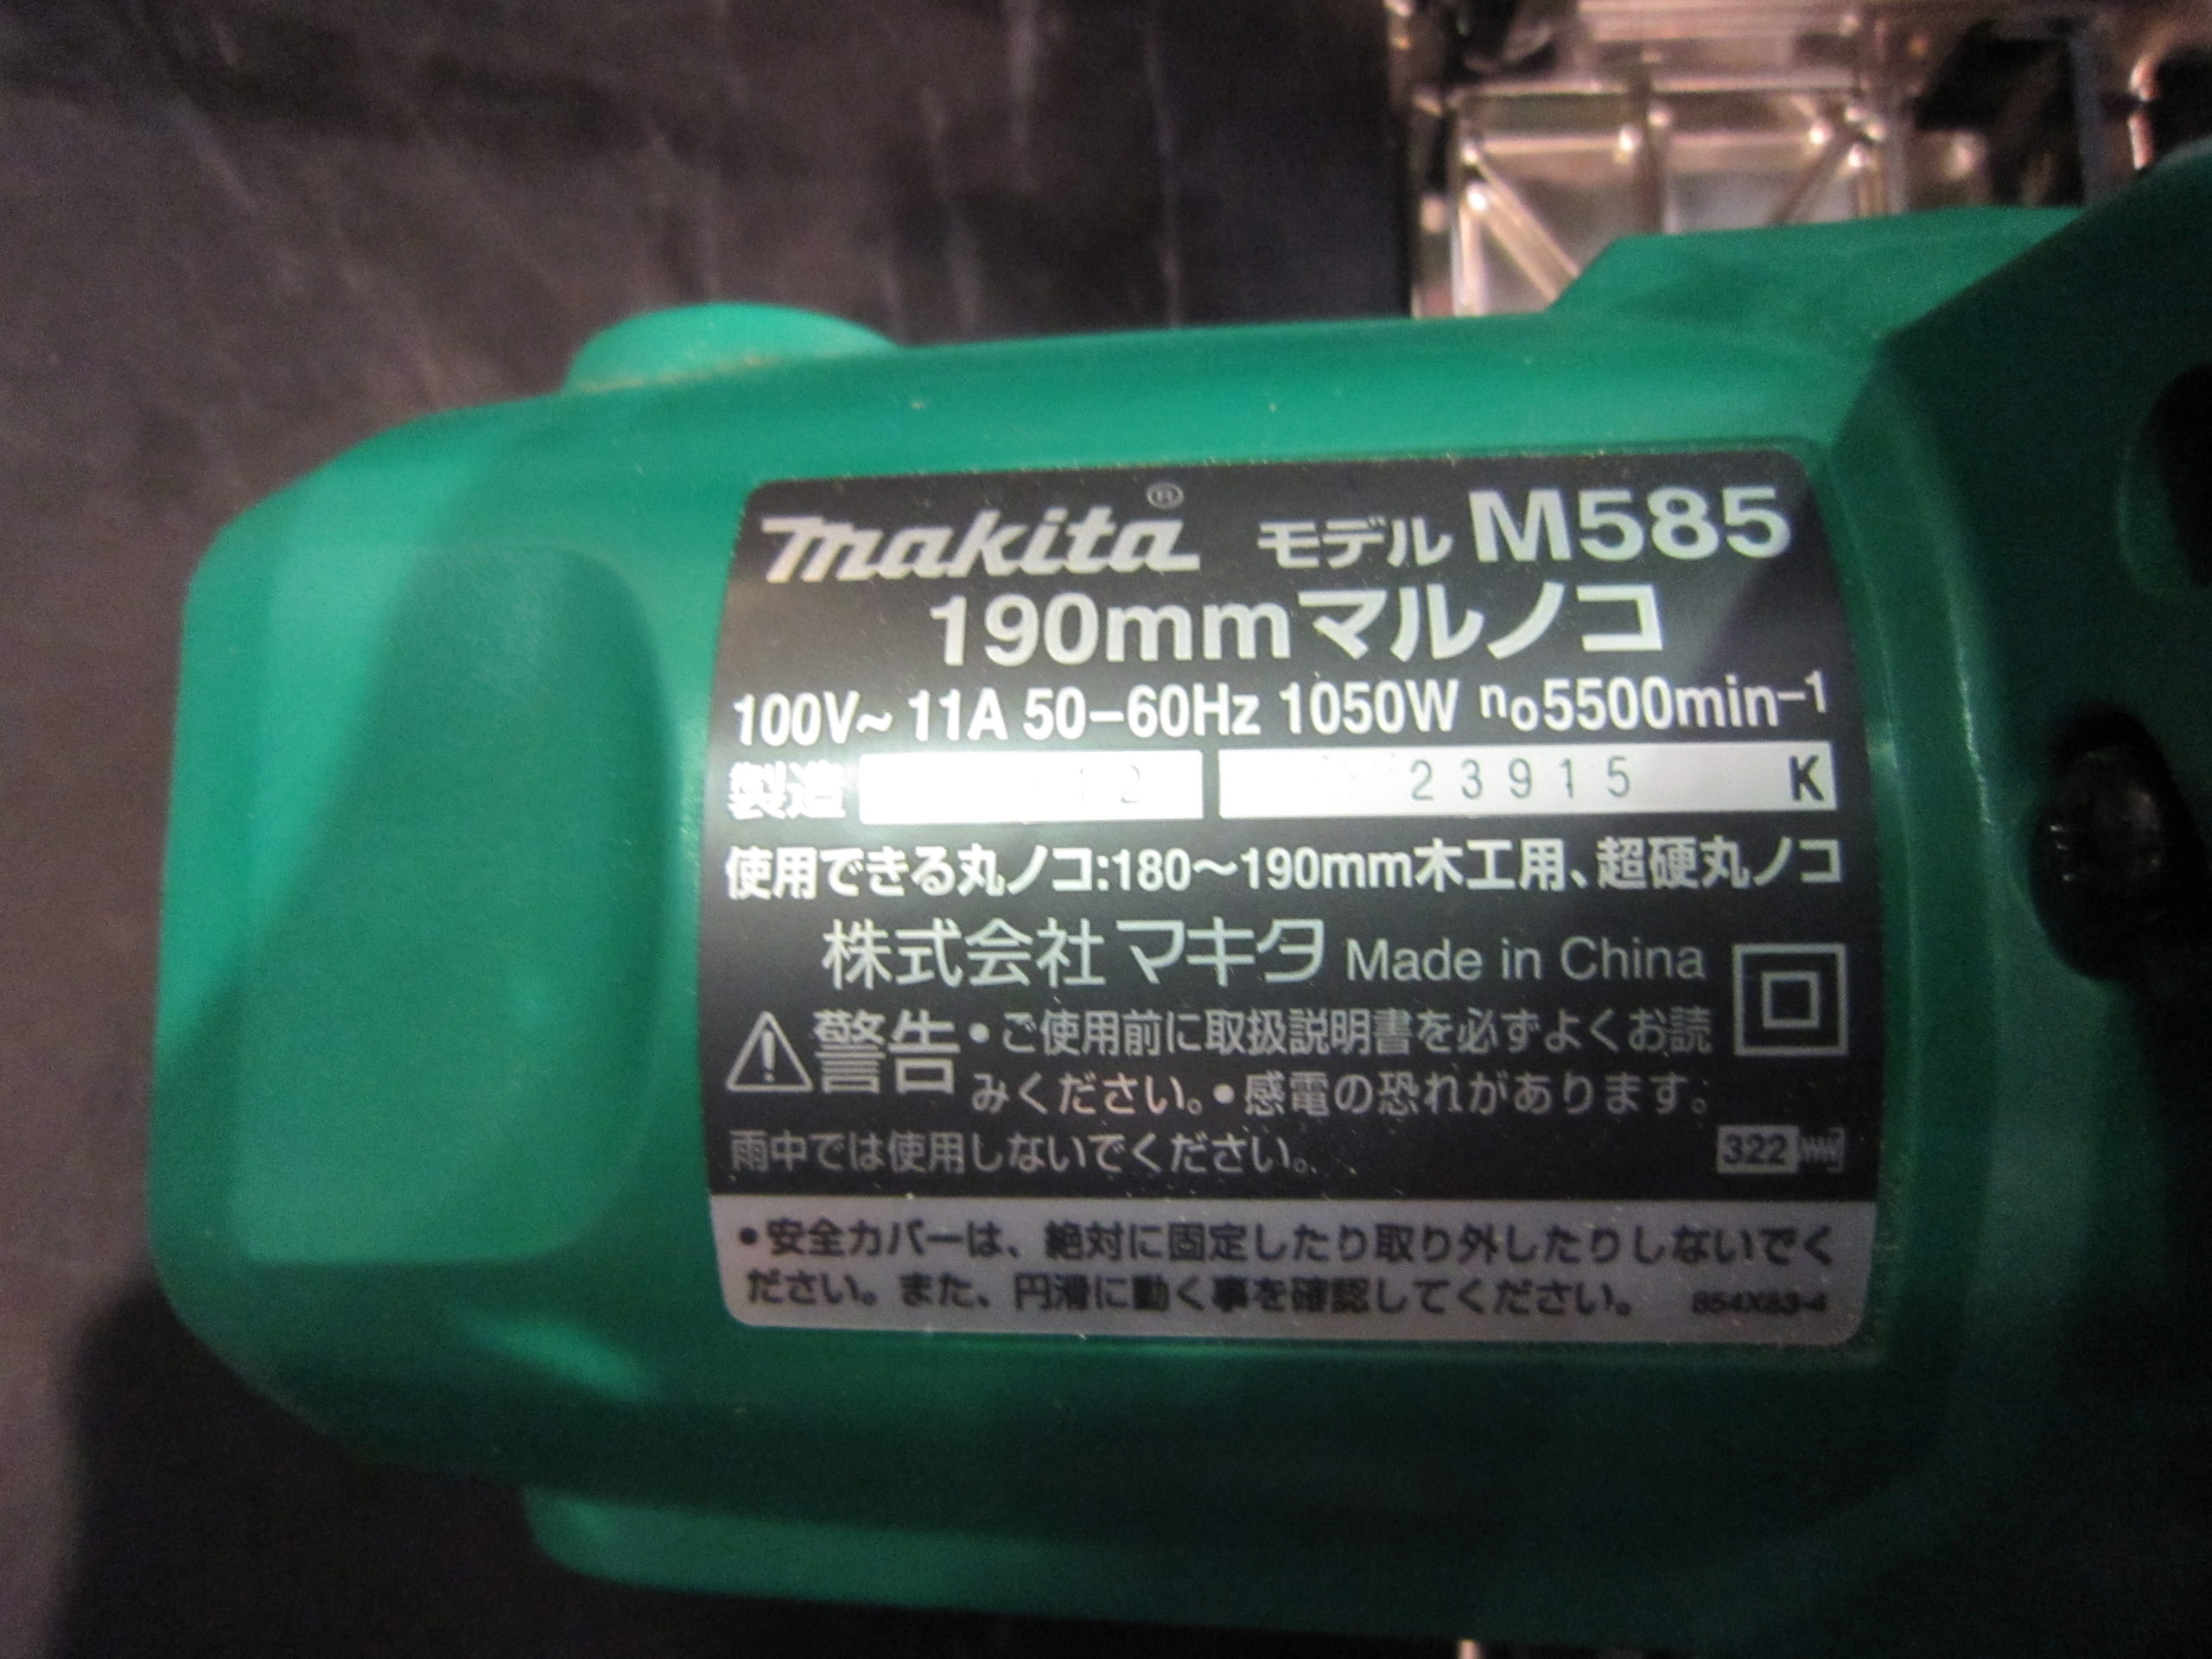 makita® モデル M585
190mmマルノコ
100V~ 11A 50-60Hz 1050W n₀5500min⁻¹
製造 12 23915 K
使用できる丸ノコ:180~190mm木工用、超硬丸ノコ
株式会社マキタ Made in China
警告 •ご使用前に取扱説明書を必ずよくお読
みください。•感電の恐れがあります。
雨中では使用しないでください。
322
•安全カバーは、絶対に固定したり取り外したりしないでく
ださい。また、円滑に動く事を確認してください。 854X83-4